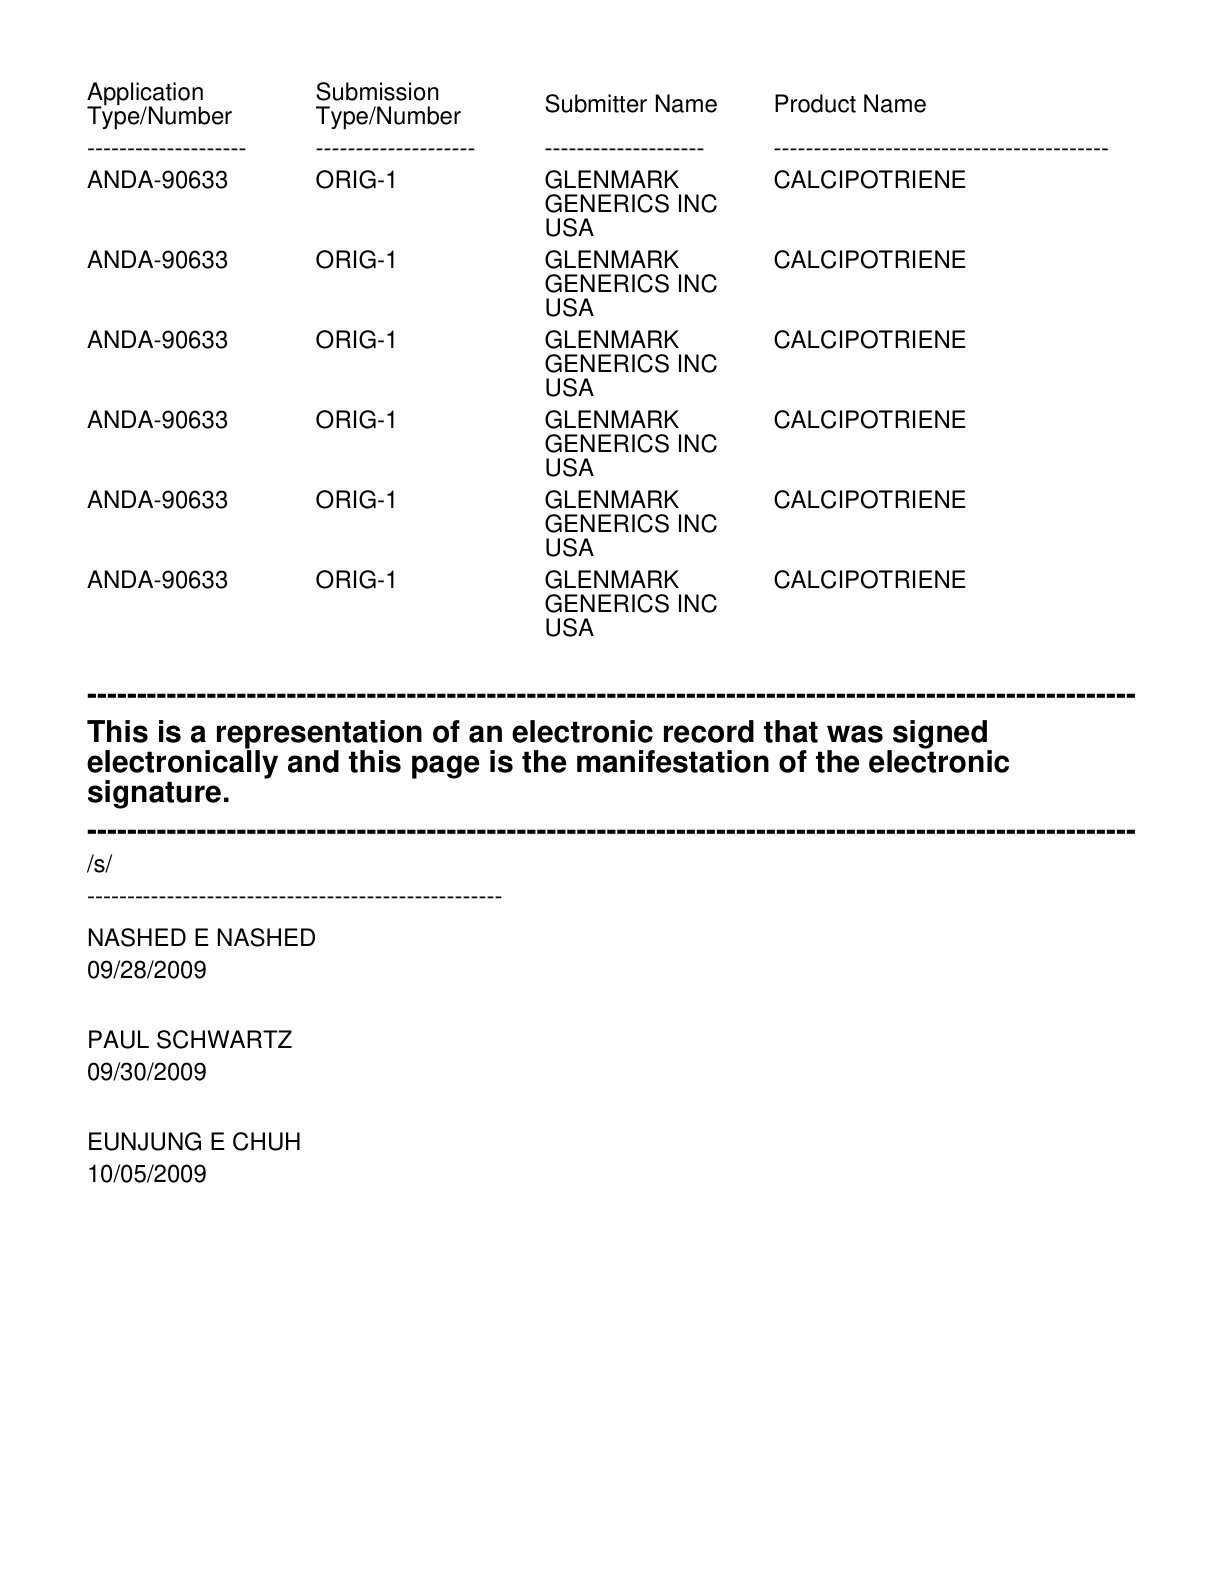 Application Type/Number Submission Type/Number Submitter Name Product Name
-------------------- -------------------- -------------------- ------------------------------------------
ANDA-90633 ORIG-1 GLENMARK CALCIPOTRIENE
GENERICS INC
USA
ANDA-90633 ORIG-1 GLENMARK CALCIPOTRIENE
GENERICS INC
USA
ANDA-90633 ORIG-1 GLENMARK CALCIPOTRIENE
GENERICS INC
USA
ANDA-90633 ORIG-1 GLENMARK CALCIPOTRIENE
GENERICS INC
USA
ANDA-90633 ORIG-1 GLENMARK CALCIPOTRIENE
GENERICS INC
USA
ANDA-90633 ORIG-1 GLENMARK CALCIPOTRIENE
GENERICS INC
USA
---------------------------------------------------------------------------------------------------------
This is a representation of an electronic record that was signed
electronically and this page is the manifestation of the electronic
signature.
---------------------------------------------------------------------------------------------------------
/s/
----------------------------------------------------
NASHED E NASHED
09/28/2009
PAUL SCHWARTZ
09/30/2009
EUNJUNG E CHUH
10/05/2009